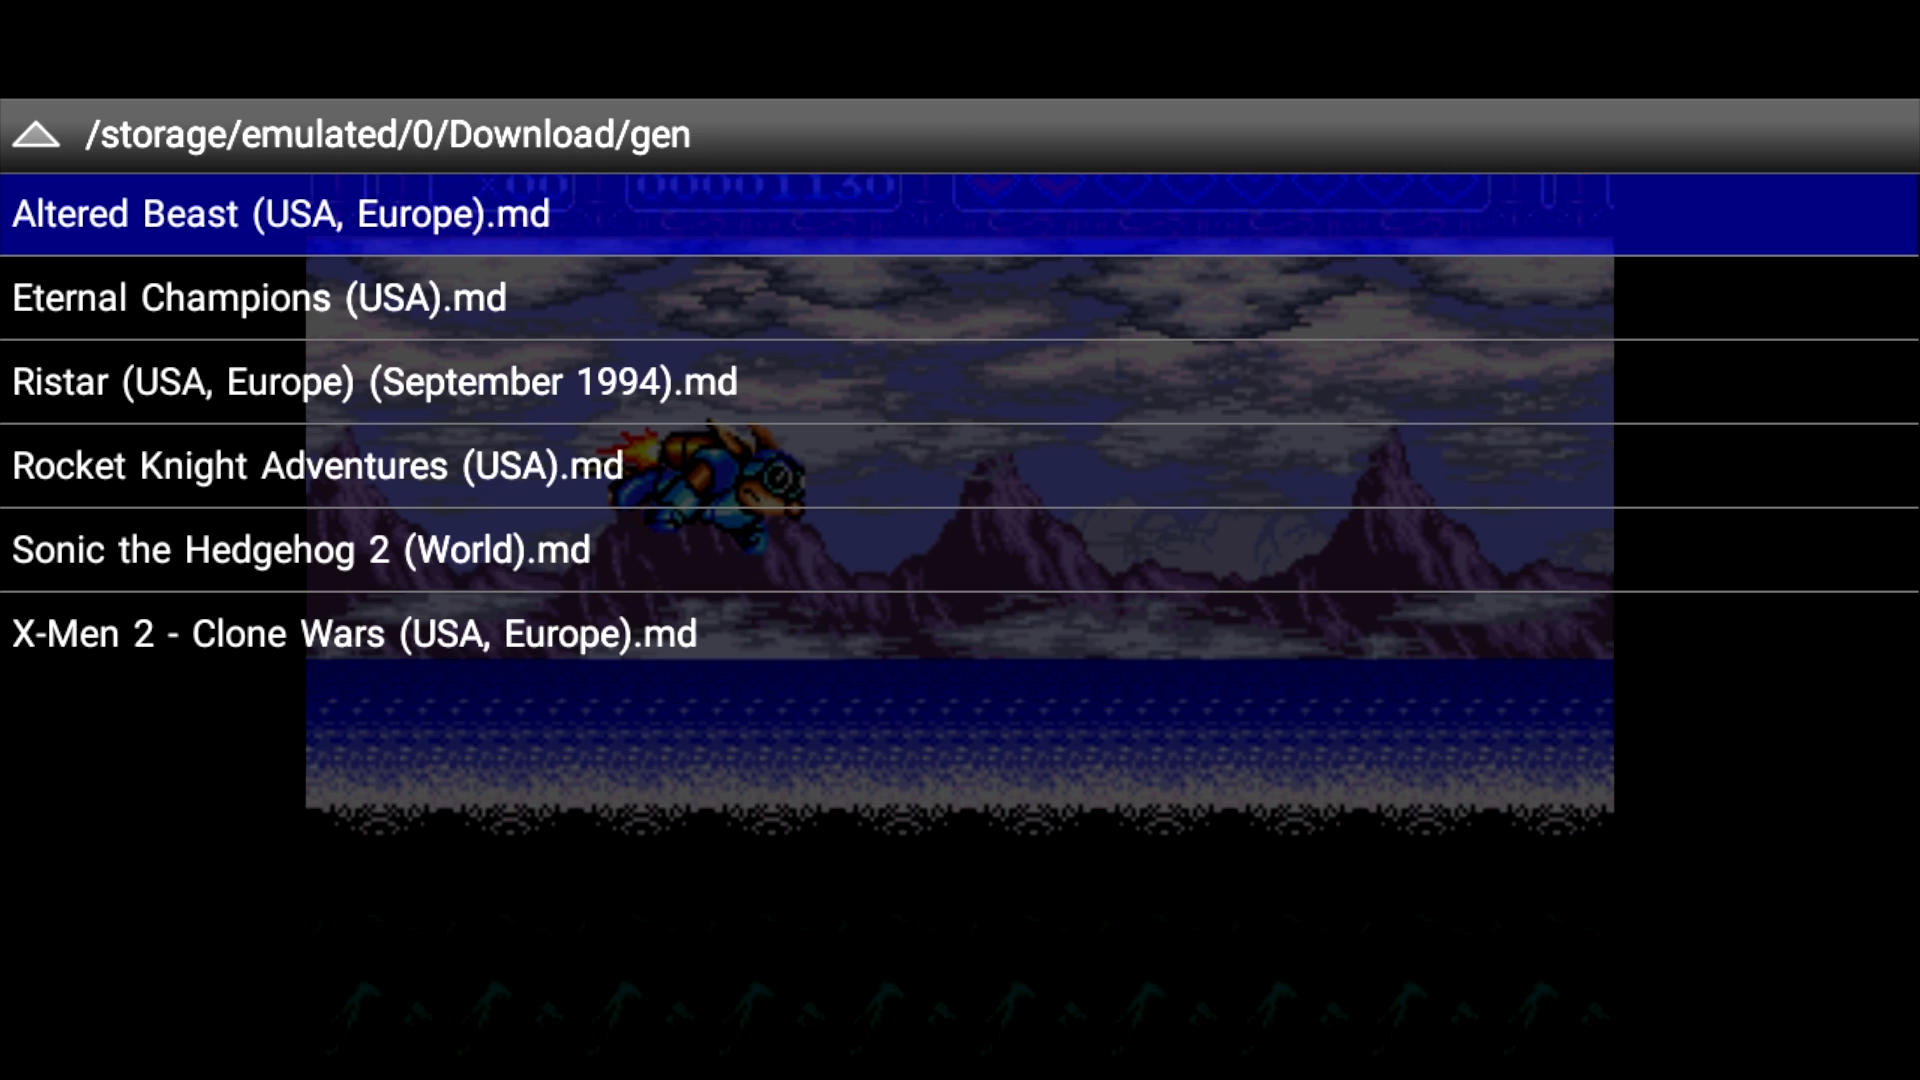 /storage/emulated/0/Download/gen
×00 00001130
Altered Beast (USA, Europe).md
Eternal Champions (USA).md
Ristar (USA, Europe) (September 1994).md
Rocket Knight Adventures (USA).md
Sonic the Hedgehog 2 (World).md
X-Men 2 - Clone Wars (USA, Europe).md